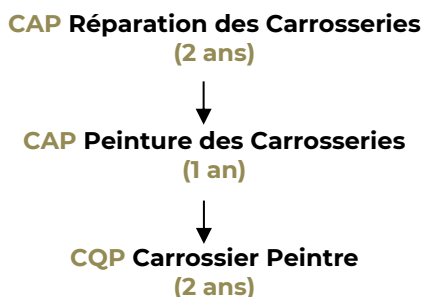 CAP Réparation des Carrosseries
(2 ans)
CAP Peinture des Carrosseries
(1 an)
CQP Carrossier Peintre
(2 ans)